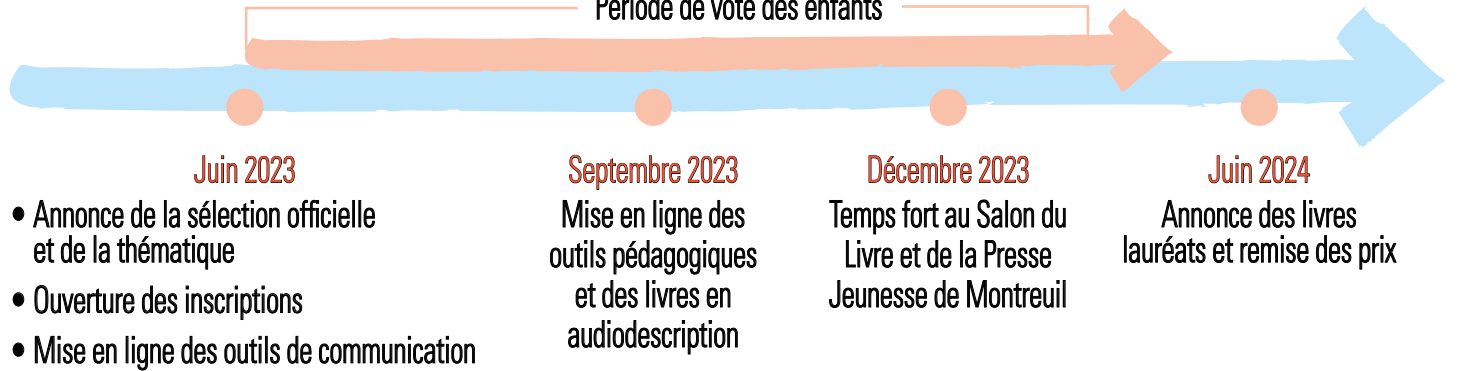 Période de vote des enfants
Juin 2023
• Annonce de la sélection officielle
et de la thématique
• Ouverture des inscriptions
• Mise en ligne des outils de communication
Septembre 2023
Mise en ligne des
outils pédagogiques
et des livres en
audiodescription
Décembre 2023
Temps fort au Salon du
Livre et de la Presse
Jeunesse de Montreuil
Juin 2024
Annonce des livres
lauréats et remise des prix